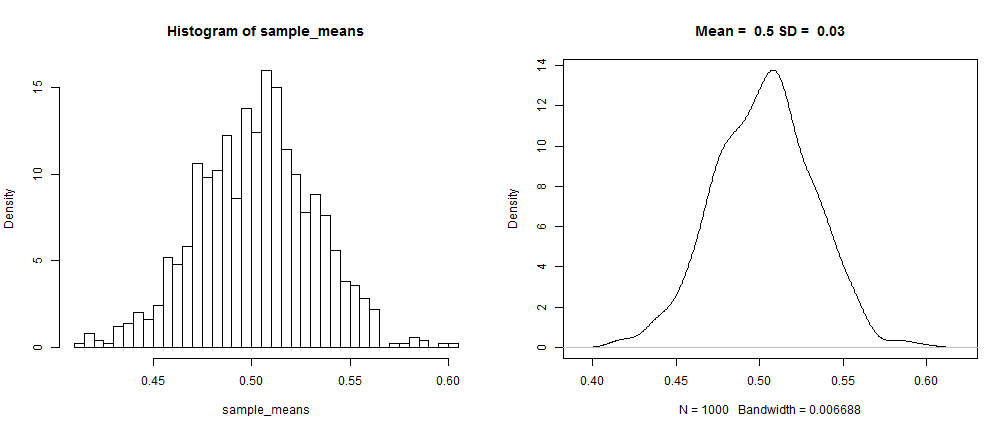 Histogram of sample_means
Density
15
10
5
0
0.45 0.50 0.55 0.60
sample_means
Mean =  0.5 SD =  0.03
Density
14
12
10
8
6
4
2
0
0.40 0.45 0.50 0.55 0.60
N = 1000   Bandwidth = 0.006688